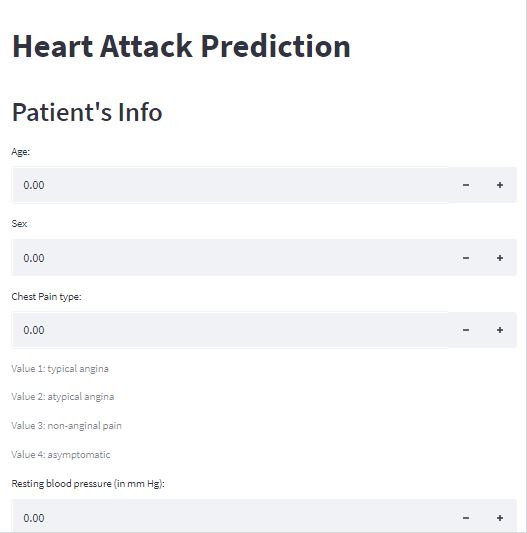 Heart Attack Prediction
Patient's Info
Age:
0.00 - +
Sex
0.00 - +
Chest Pain type:
0.00 - +
Value 1: typical angina
Value 2: atypical angina
Value 3: non-anginal pain
Value 4: asymptomatic
Resting blood pressure (in mm Hg):
0.00 - +